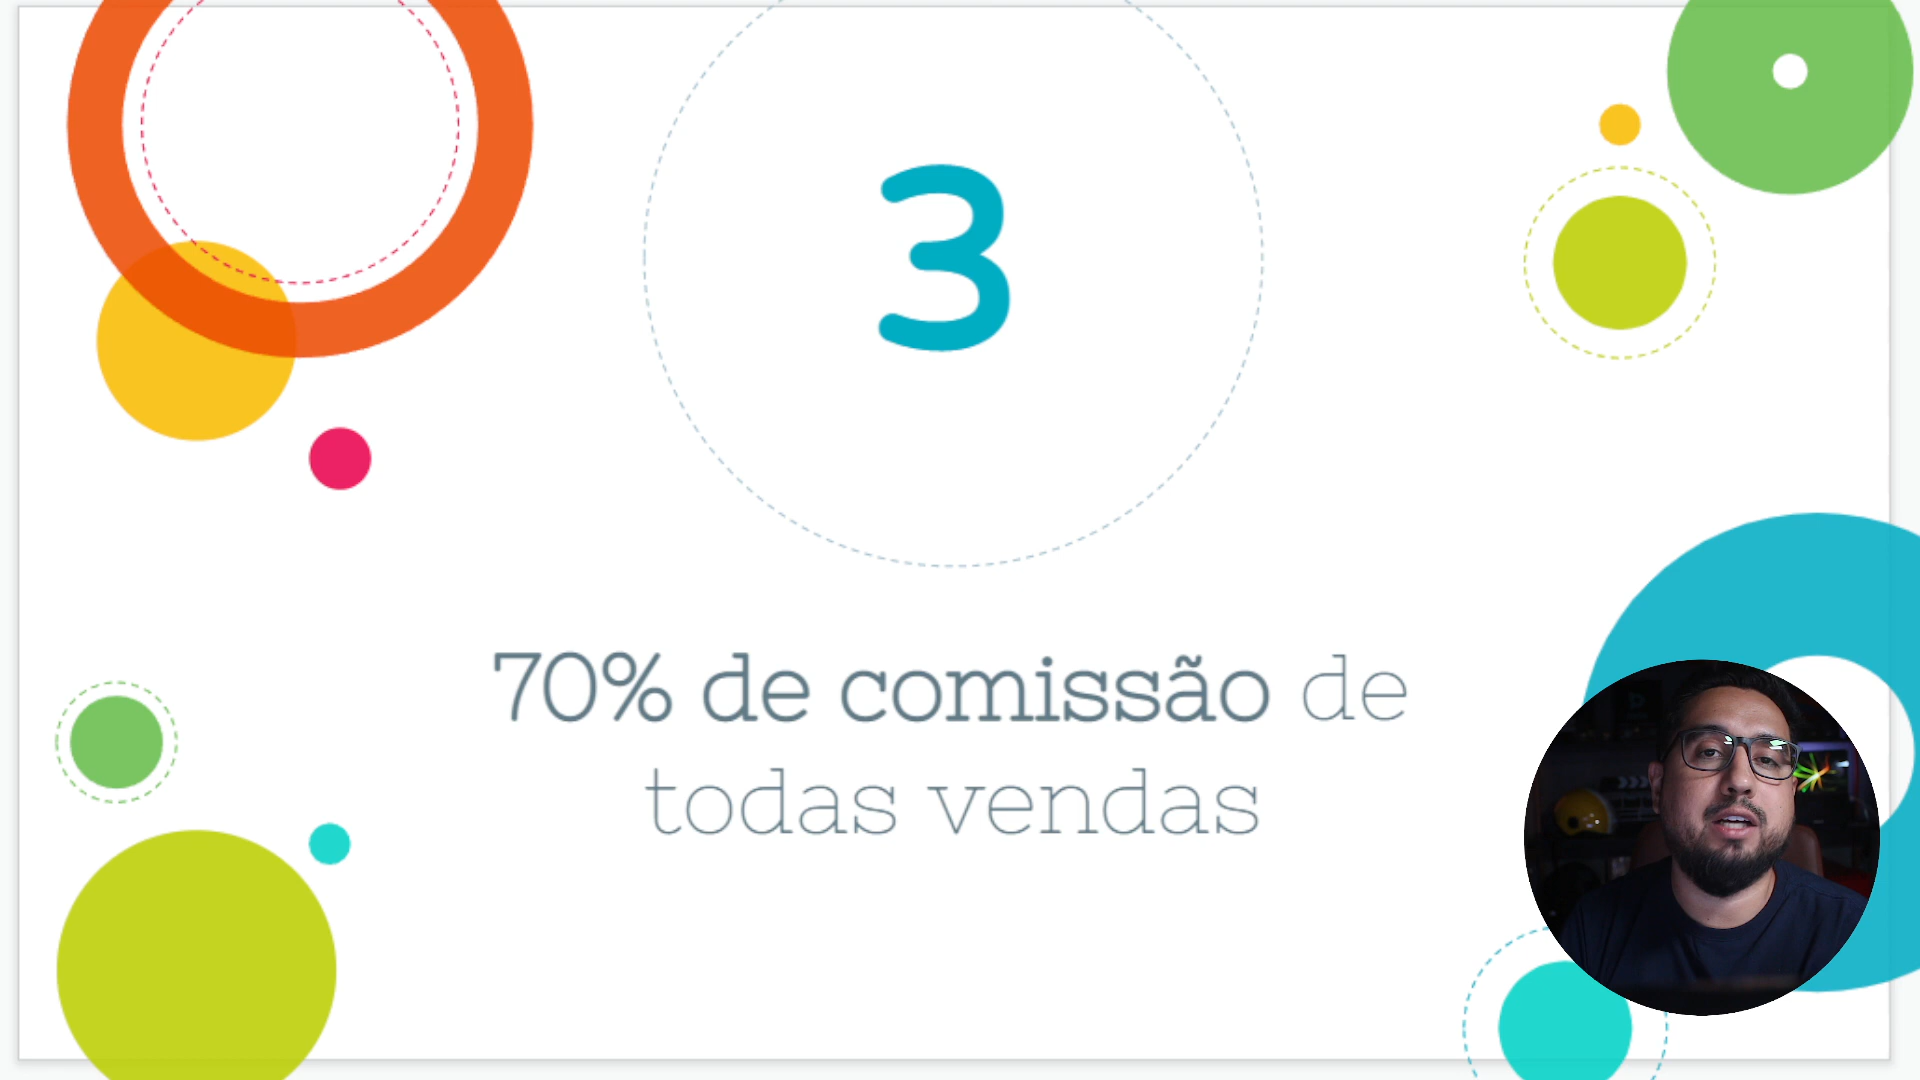 3
70% de comissão de
todas vendas